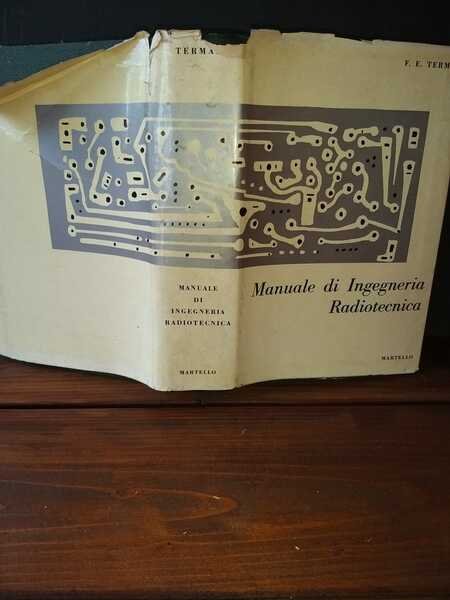 TERMA
MANUALE
DI
INGEGNERIA
RADIOTECNICA
MARTELLO
F. E. TERM
Manuale di Ingegneria
Radiotecnica
MARTELLO